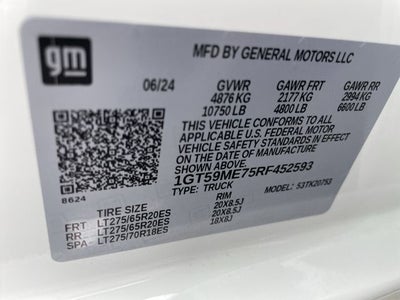 gm
MFD BY GENERAL MOTORS LLC
06/24 GVWR GAWR FRT GAWR RR
4876 KG 2177 KG 2994 KG
10750 LB 4800 LB 6600 LB
THIS VEHICLE CONFORMS TO ALL
APPLICABLE U.S. FEDERAL MOTOR
VEHICLE SAFETY STANDARDS IN EFFECT
ON THE DATE OF MANUFACTURE
SHOWN ABOVE.
1GT59ME75RF452593
8624 TYPE: TRUCK 53TK20753
TIRE SIZE RIM
FRT LT275/65R20ES 20X8.5J
RR LT275/65R20ES 20X8.5J
SPA: LT275/70R18ES 18X8J